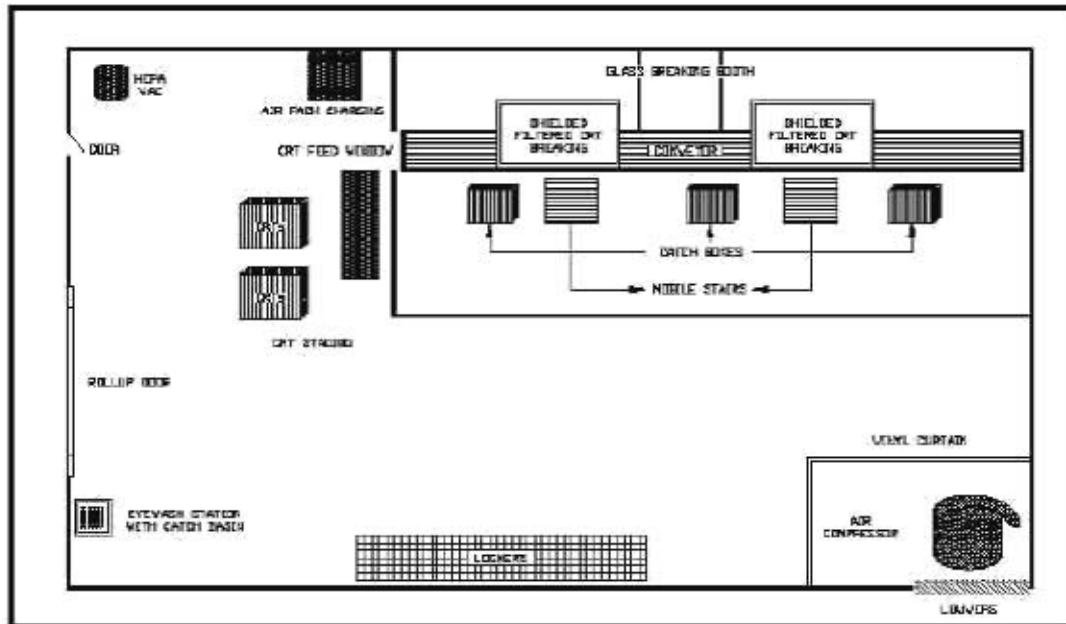 HEPA
VAC
AIR PACK CHARGING
GLASS BREAKING BOOTH
SHIELDED
FILTERED CRT
BREAKING
SHIELDED
FILTERED CRT
BREAKING
DOOR
CRT FEED WINDOW
CONVEYOR
CRTS
CATCH BOXES
CRTS
MOBILE STAIRS
CRT STAGING
ROLLUP DOOR
VINYL CURTAIN
EYEWASH STATION
WITH CATCH BASIN
AIR
COMPRESSOR
LOCKERS
LOUVERS